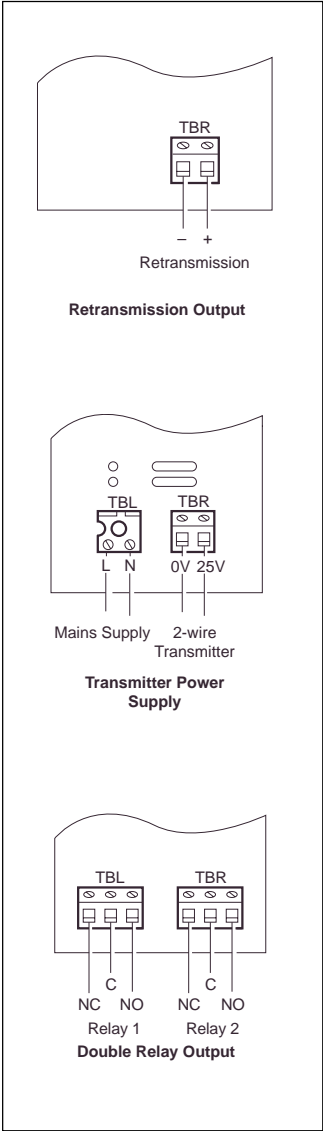 TBR
– +
Retransmission
Retransmission Output
TBL TBR
L N 0V 25V
Mains Supply 2-wire
Transmitter
Transmitter Power
Supply
TBL TBR
C C
NC NO NC NO
Relay 1 Relay 2
Double Relay Output